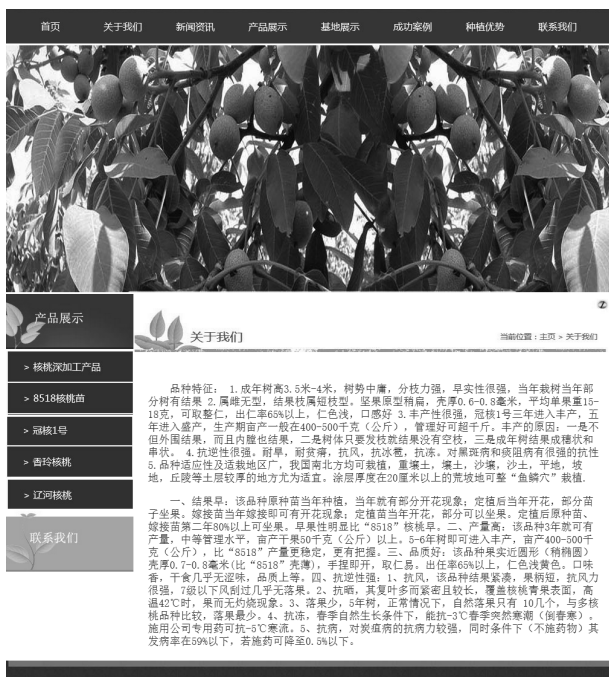 首页 关于我们 新闻资讯 产品展示 基地展示 成功案例 种植优势 联系我们
产品展示
> 核桃深加工产品
> 8518核桃苗
> 冠核1号
> 香玲核桃
> 辽河核桃
联系我们
关于我们
当前位置：主页 > 关于我们
品种特征： 1.成年树高3.5米-4米，树势中庸，分枝力强，早实性很强，当年栽树当年部
分树有结果 2.属雌无型，结果枝属短枝型。坚果原型稍扁，壳厚0.6-0.8毫米，平均单果重15-
18克，可取整仁，出仁率65%以上，仁色浅，口感好 3.丰产性很强，冠核1号三年进入丰产，五
年进入盛产，生产期亩产一般在400-500千克（公斤），管理好可超千斤。丰产的原因：一是不
但外围结果，而且内膛也结果，二是树体只要发枝就结果没有空枝，三是成年树结果成穗状和
串状。 4.抗逆性很强。耐旱，耐贫瘠，抗风，抗冰雹，抗冻。对黑斑病和痰阻病有很强的抗性
5.品种适应性及适栽地区广，我国南北方均可栽植，重壤土，壤土，沙壤，沙土，平地，坡
地，丘陵等土层较厚的地方尤为适宜。涂层厚度在20厘米以上的荒坡地可整“鱼鳞穴”栽植.
一、结果早：该品种原种苗当年种植，当年就有部分开花现象；定植后当年开花，部分苗
子坐果。嫁接苗当年嫁接即可有开花现象；定植苗当年开花，部分可以坐果。定植后原种苗、
嫁接苗第二年80%以上可坐果。早果性明显比“8518”核桃早。二、产量高：该品种3年就可有
产量，中等管理水平，亩产干果50千克（公斤）以上。5-6年树即可进入丰产，亩产400-500千
克（公斤），比“8518”产量更稳定，更有把握。三、品质好：该品种果实近圆形（稍椭圆）
壳厚0.7-0.8毫米(比“8518”壳薄)，手捏即开，取仁易。出任率65%以上，仁色浅黄色。口味
香，干食几乎无涩味，品质上等。四、抗逆性强：1、抗风，该品种结果紧凑，果柄短，抗风力
很强，7级以下风刮过几乎无落果。2、抗晒，其复叶多而紧密且较长，覆盖核桃青果表面，高
温42℃时，果而无灼烧现象。3、落果少，5年树，正常情况下，自然落果只有 10几个，与多核
桃品种比较，落果最少。4、抗冻，春季自然生长条件下，能抗-3℃春季突然寒潮（倒春寒）。
施用公司专用药可抗-5℃寒流。5、抗病，对炭疽病的抗病力较强，同时条件下（不施药物）其
发病率在59%以下，若施药可降至0.5%以下。